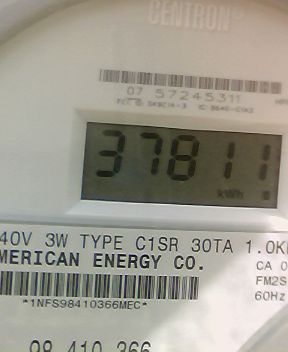 CENTRON®
07 57245311
37811
kWh
40V 3W TYPE C1SR 30TA 1.0K
MERICAN ENERGY CO.
CA 0
FM2S
60Hz
*1NFS98410366MEC*
98 410 366